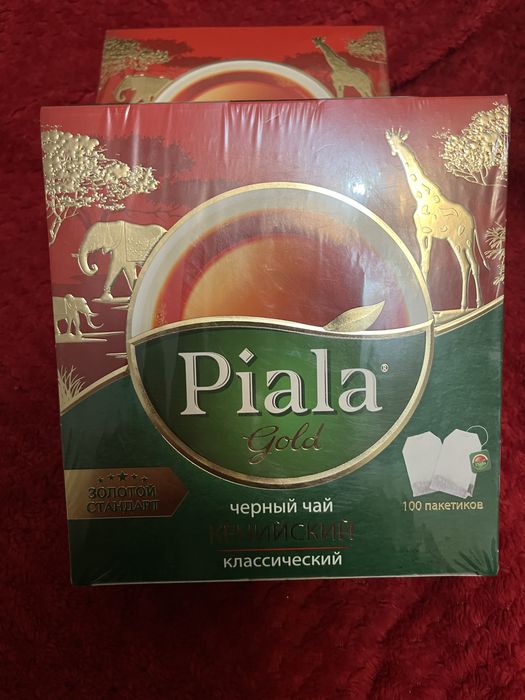 Piala®
Gold
ЗОЛОТОЙ
СТАНДАРТ
черный чай
КЕНИЙСКИЙ
классический
100 пакетиков